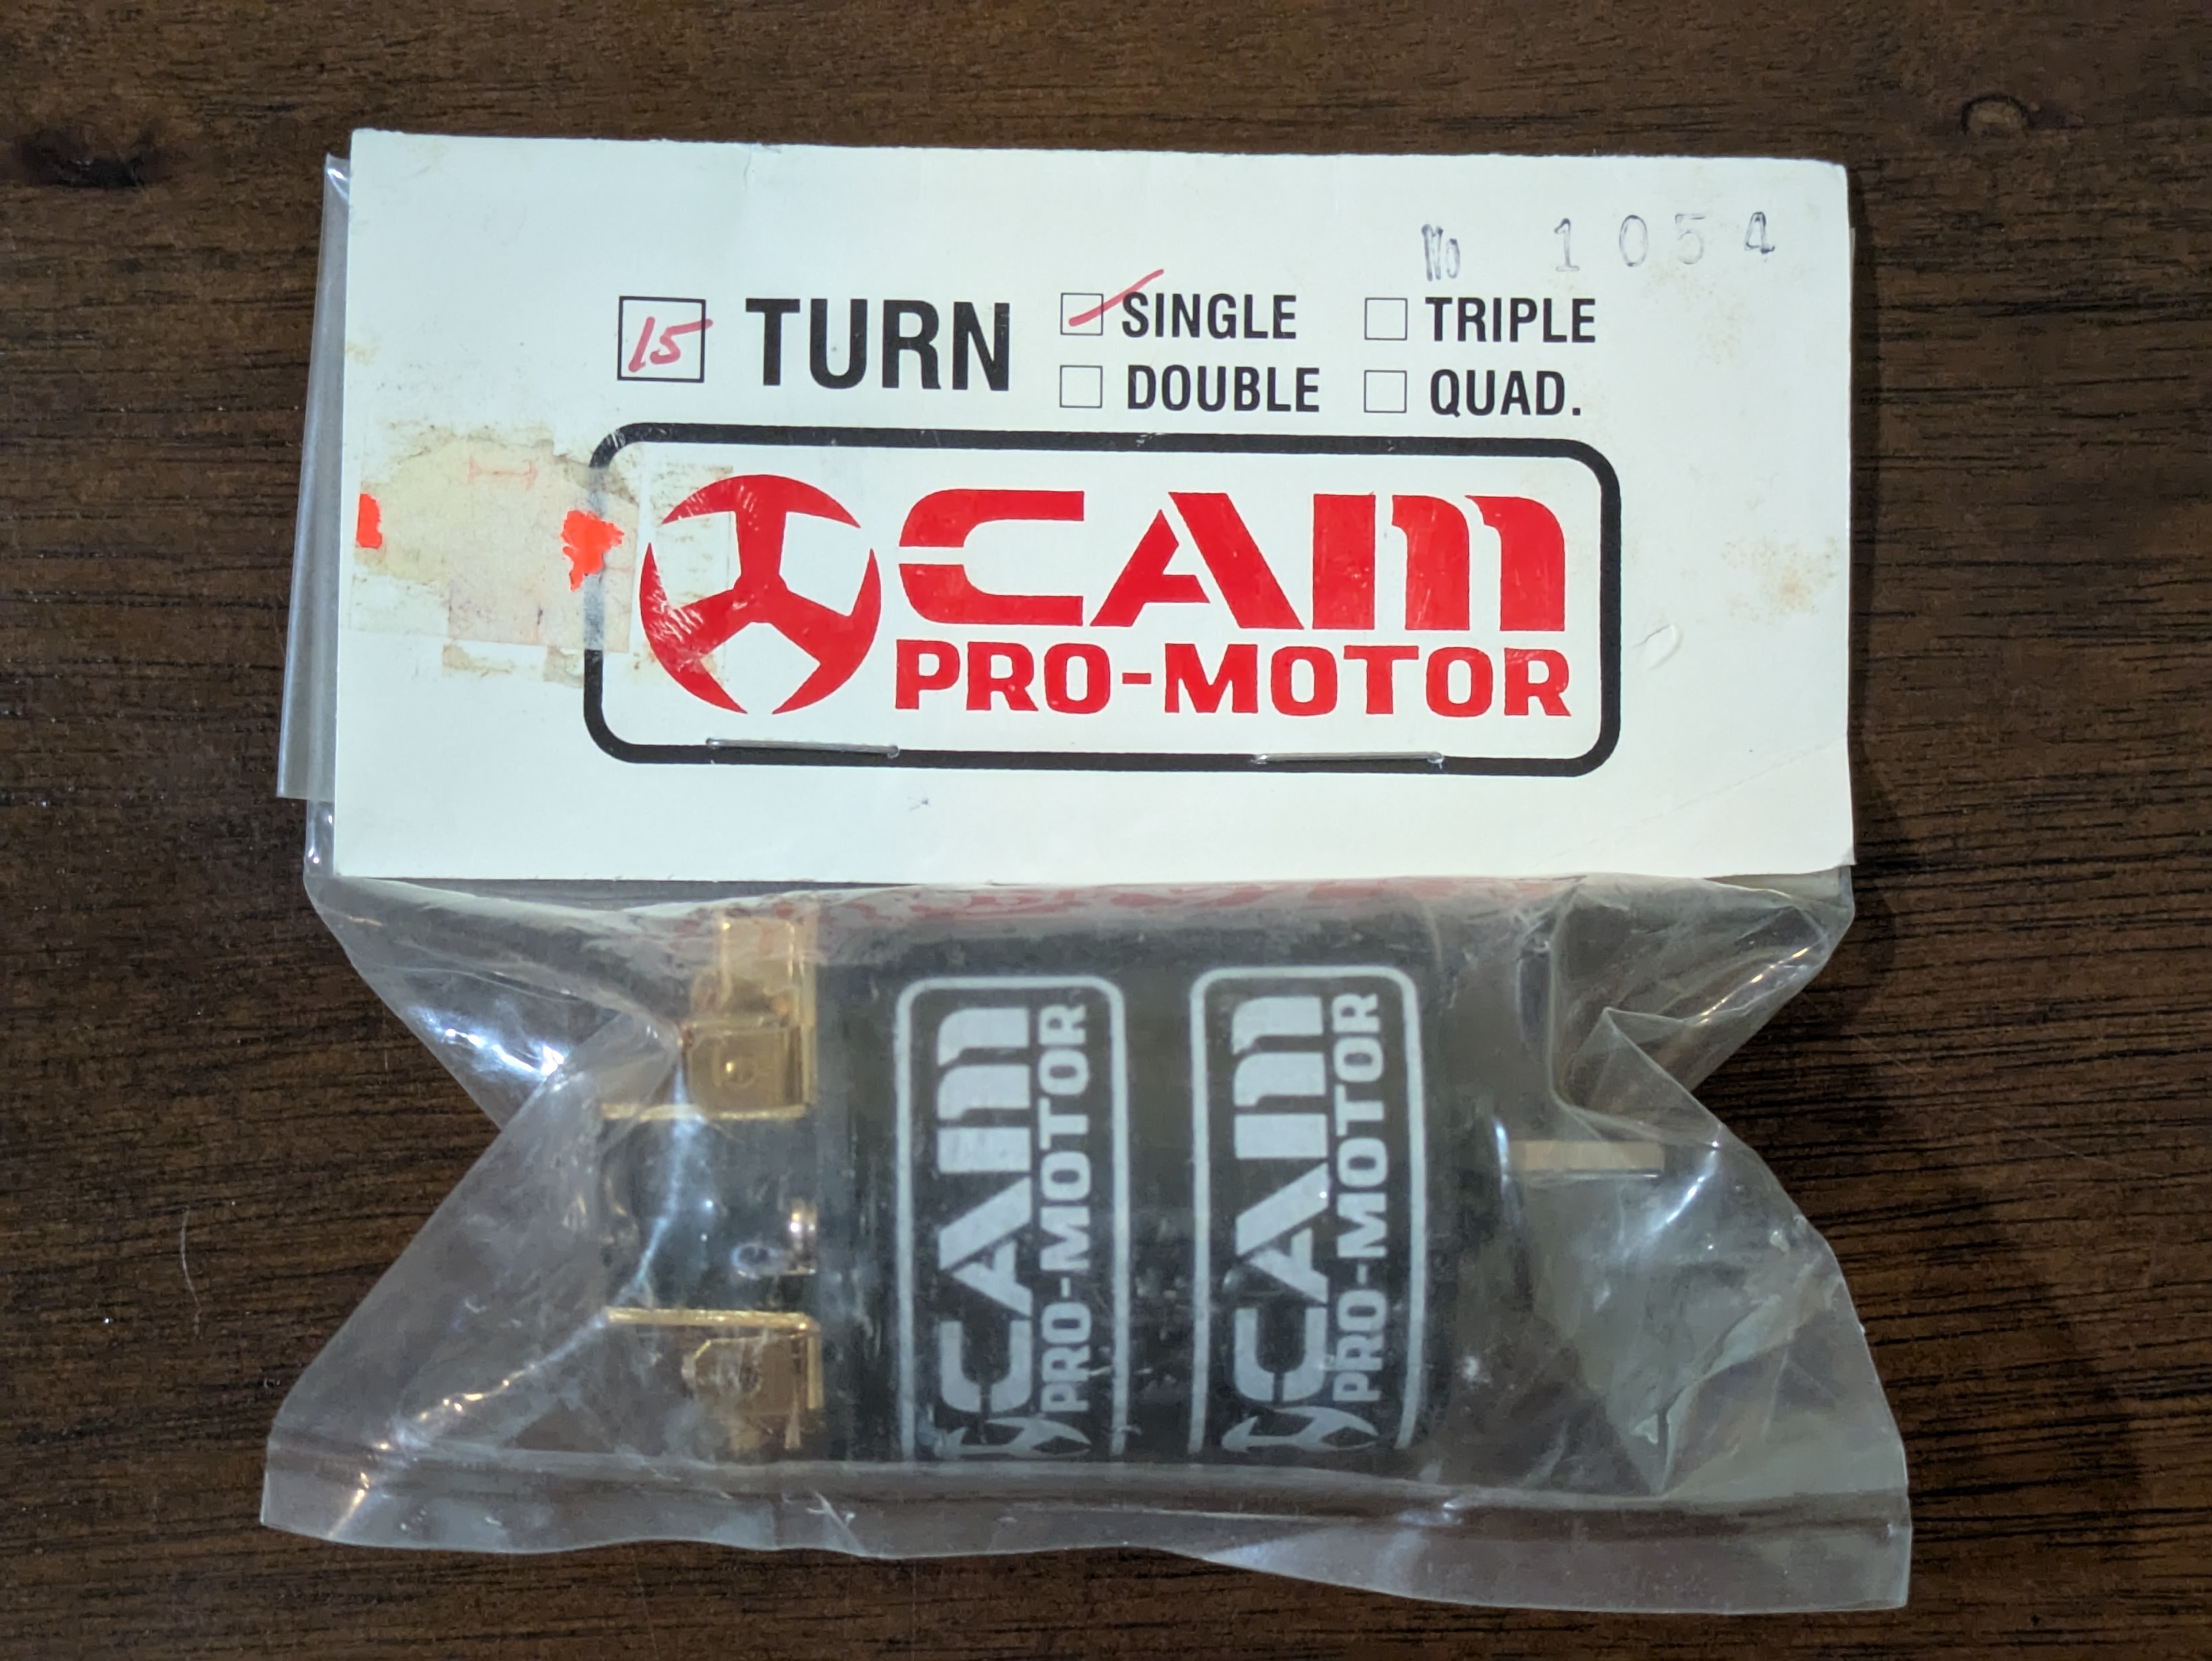 No 1054
15 TURN SINGLE TRIPLE
DOUBLE QUAD.
CAM
PRO-MOTOR
CAM
PRO-MOTOR
CAM
PRO-MOTOR